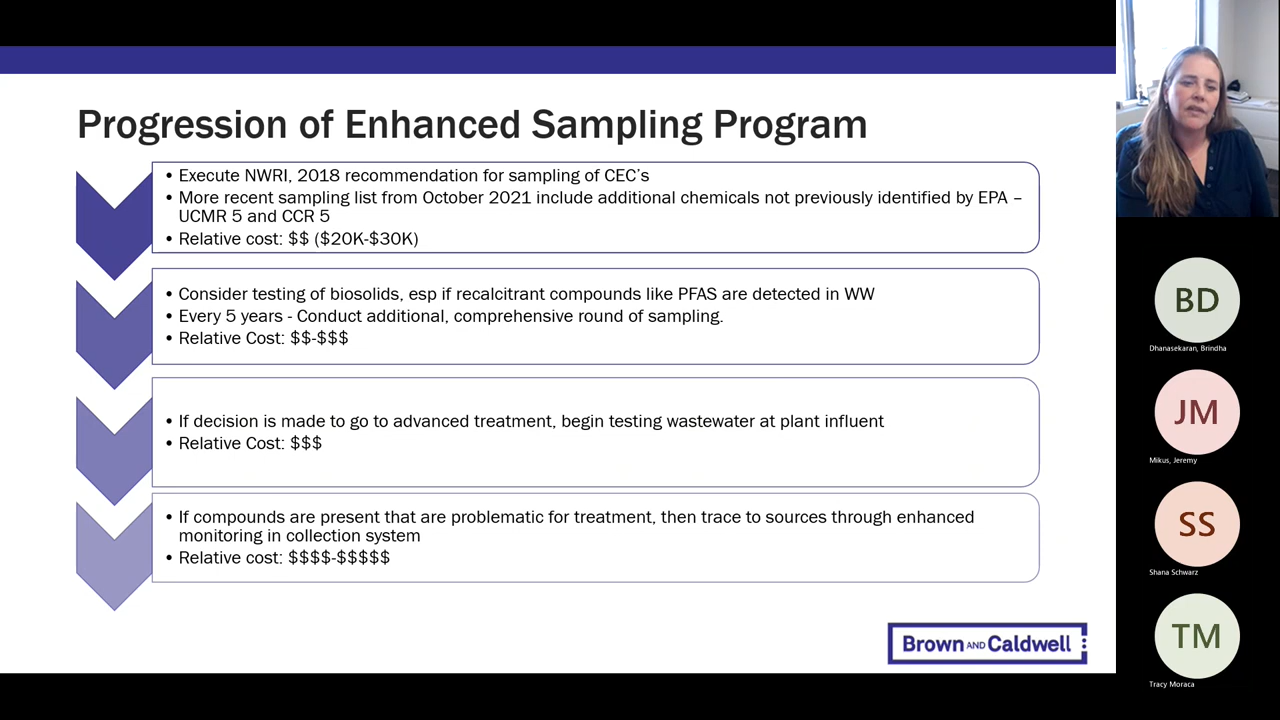 Progression of Enhanced Sampling Program
• Execute NWRI, 2018 recommendation for sampling of CEC's
• More recent sampling list from October 2021 include additional chemicals not previously identified by EPA –
UCMR 5 and CCR 5
• Relative cost: $$ ($20K-$30K)
• Consider testing of biosolids, esp if recalcitrant compounds like PFAS are detected in WW
• Every 5 years - Conduct additional, comprehensive round of sampling.
• Relative Cost: $$-$$$
• If decision is made to go to advanced treatment, begin testing wastewater at plant influent
• Relative Cost: $$$
• If compounds are present that are problematic for treatment, then trace to sources through enhanced
monitoring in collection system
• Relative cost: $$$$-$$$$$
Brown AND Caldwell
BD
Dhanasekaran, Brindha
JM
Mikus, Jeremy
SS
Shana Schwarz
TM
Tracy Moraca